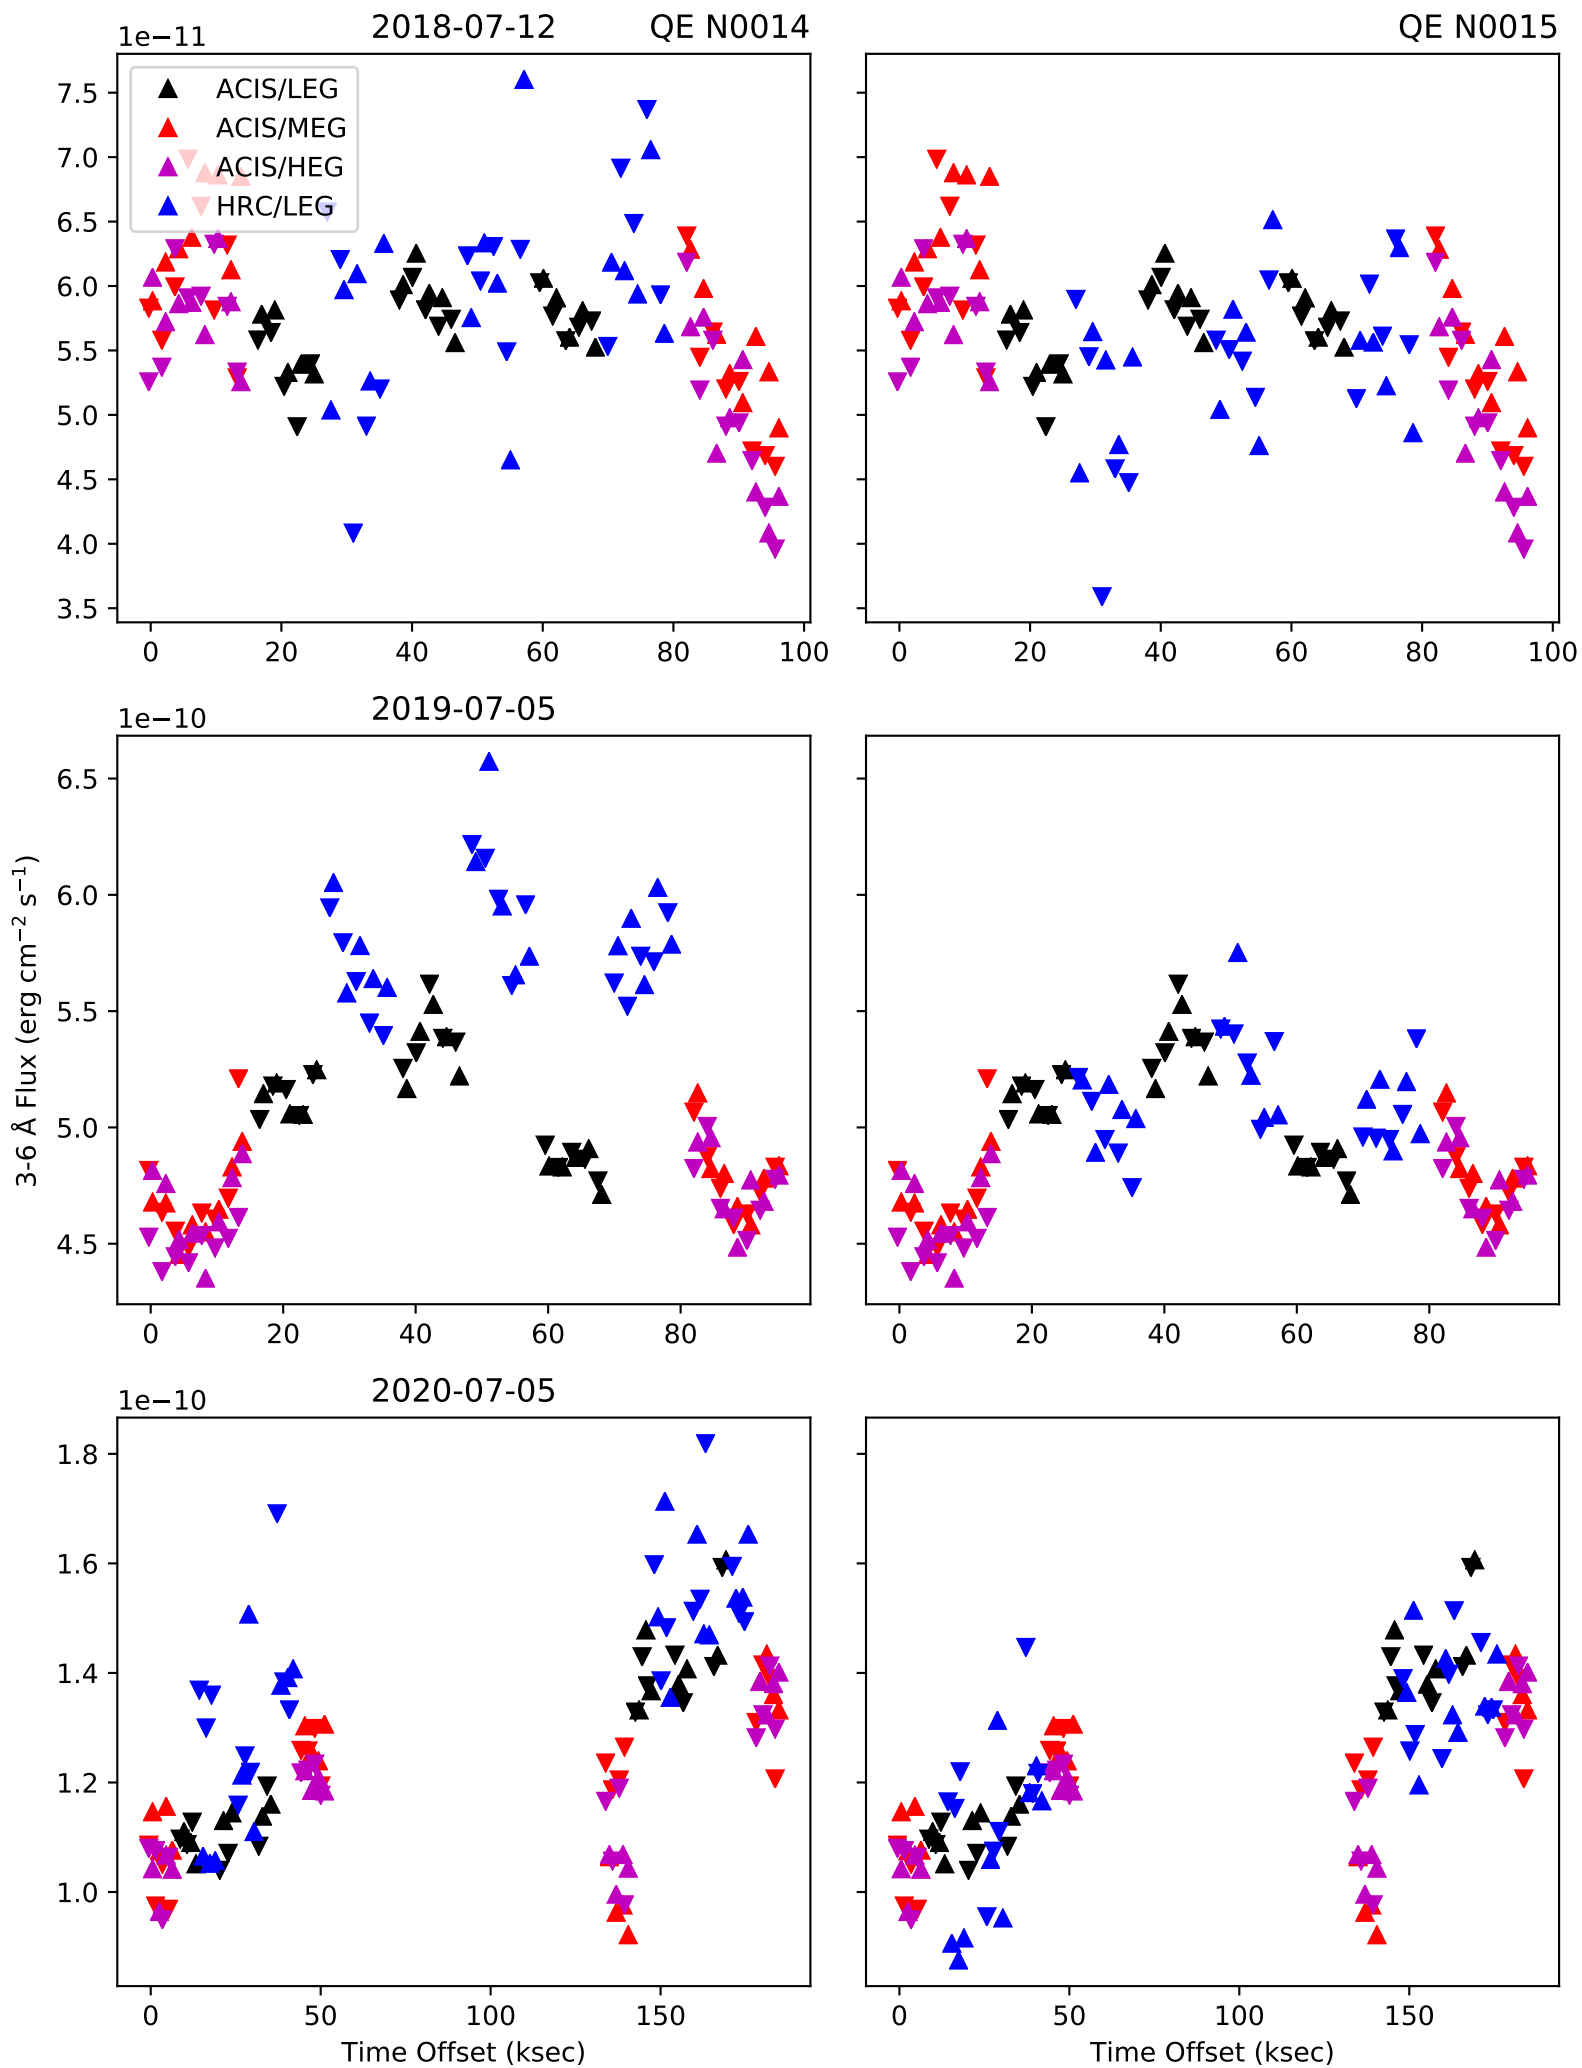 1e−11 2018-07-12 QE N0014 QE N0015
ACIS/LEG
ACIS/MEG
ACIS/HEG
HRC/LEG
7.5
7.0
6.5
6.0
5.5
5.0
4.5
4.0
3.5
0 20 40 60 80 100 0 20 40 60 80 100
1e−10 2019-07-05
3-6 Å Flux (erg cm⁻² s⁻¹)
6.5
6.0
5.5
5.0
4.5
0 20 40 60 80 0 20 40 60 80
1e−10 2020-07-05
1.8
1.6
1.4
1.2
1.0
0 50 100 150 0 50 100 150
Time Offset (ksec) Time Offset (ksec)